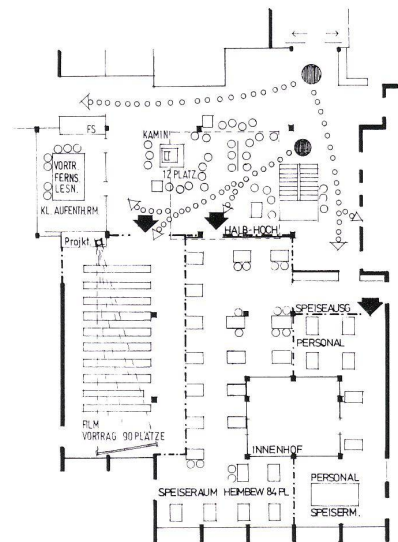 FS
KAMIN
12 PLATZ
VORTR
FERNS
LESN.
KL. AUFENTH.RM
HALB-HOCH
Projkt.
SPEISEAUSG
PERSONAL
FILM
VORTRAG 90 PLÄTZE
INNENHOF
SPEISERAUM HEIMBEW 84 PL
PERSONAL
SPEISERM.